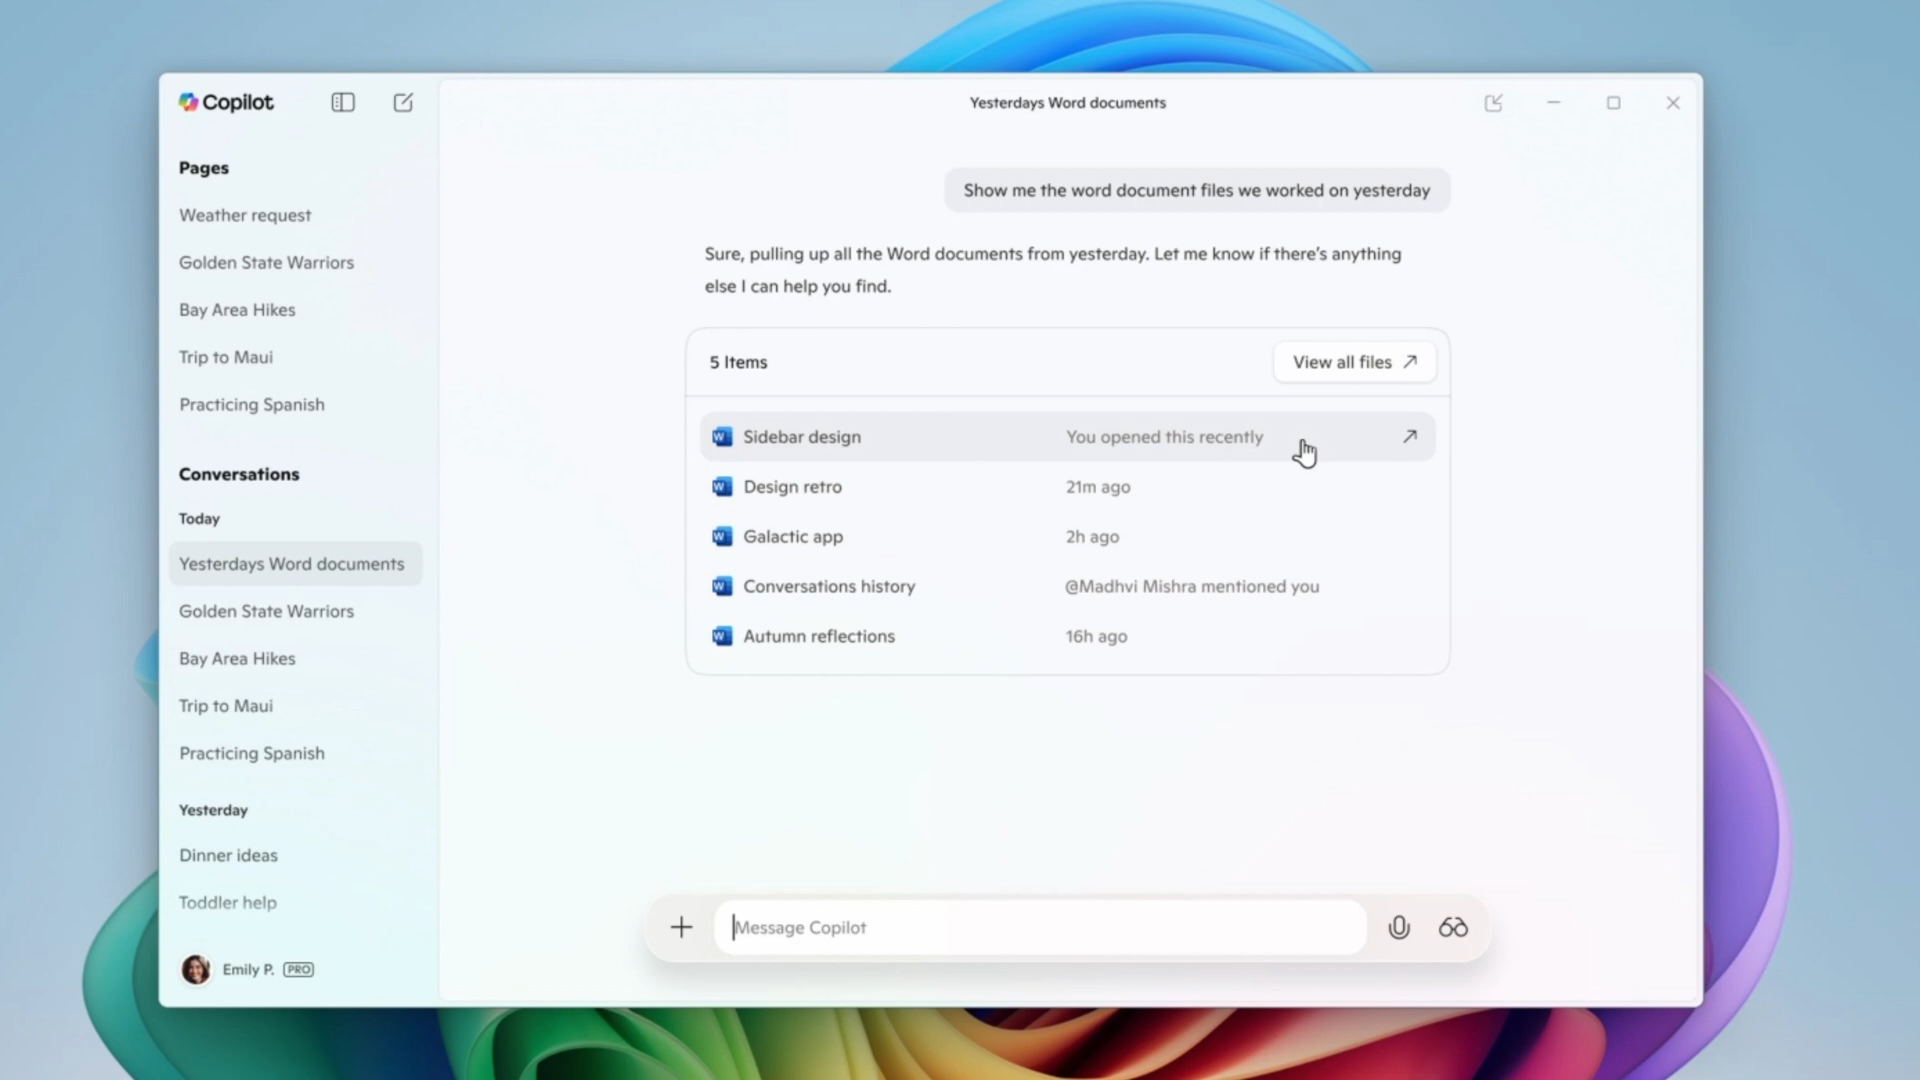 Copilot
Yesterdays Word documents
Pages
Weather request
Golden State Warriors
Bay Area Hikes
Trip to Maui
Practicing Spanish
Conversations
Today
Yesterdays Word documents
Golden State Warriors
Bay Area Hikes
Trip to Maui
Practicing Spanish
Yesterday
Dinner ideas
Toddler help
Emily P. PRO
Show me the word document files we worked on yesterday
Sure, pulling up all the Word documents from yesterday. Let me know if there's anything
else I can help you find.
5 Items View all files
Sidebar design You opened this recently
Design retro 21m ago
Galactic app 2h ago
Conversations history @Madhvi Mishra mentioned you
Autumn reflections 16h ago
Message Copilot